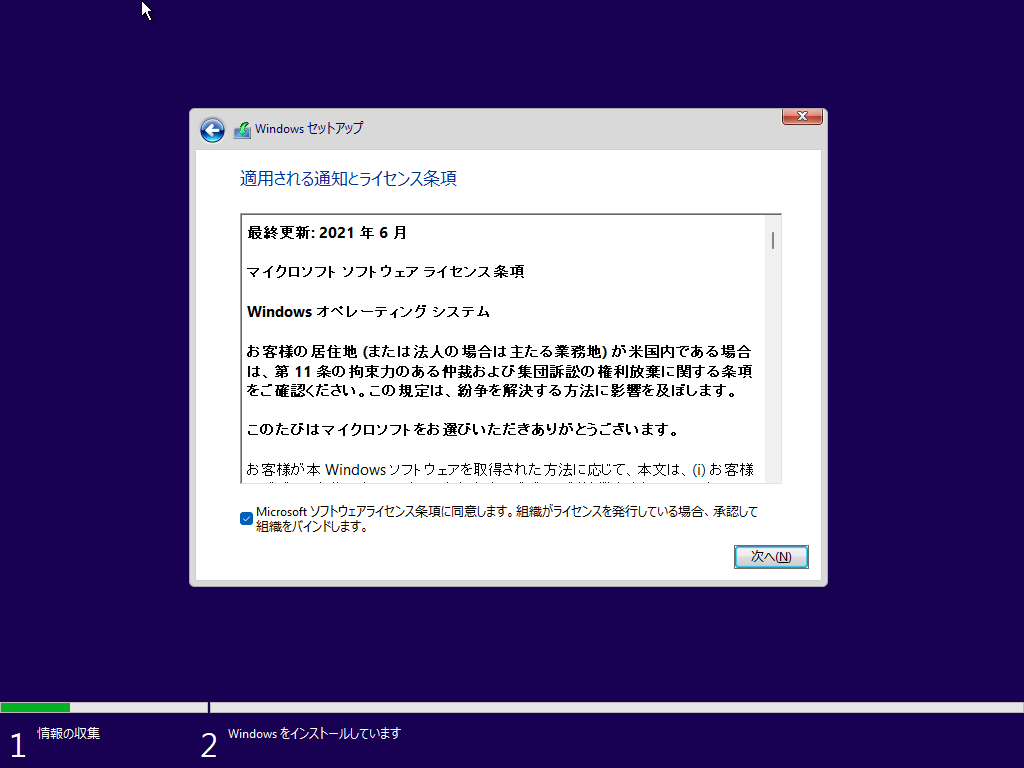 Windows セットアップ
適用される通知とライセンス条項
最終更新: 2021 年 6 月
マイクロソフト ソフトウェア ライセンス条項
Windows オペレーティング システム
お客様の居住地 (または法人の場合は主たる業務地) が米国内である場合
は、第 11 条の拘束力のある仲裁および集団訴訟の権利放棄に関する条項
をご確認ください。この規定は、紛争を解決する方法に影響を及ぼします。
このたびはマイクロソフトをお選びいただきありがとうございます。
お客様が本 Windows ソフトウェアを取得された方法に応じて、本文は、(i) お客様
Microsoft ソフトウェアライセンス条項に同意します。組織がライセンスを発行している場合、承認して
組織をバインドします。
次へ(N)
1 情報の収集
2 Windows をインストールしています